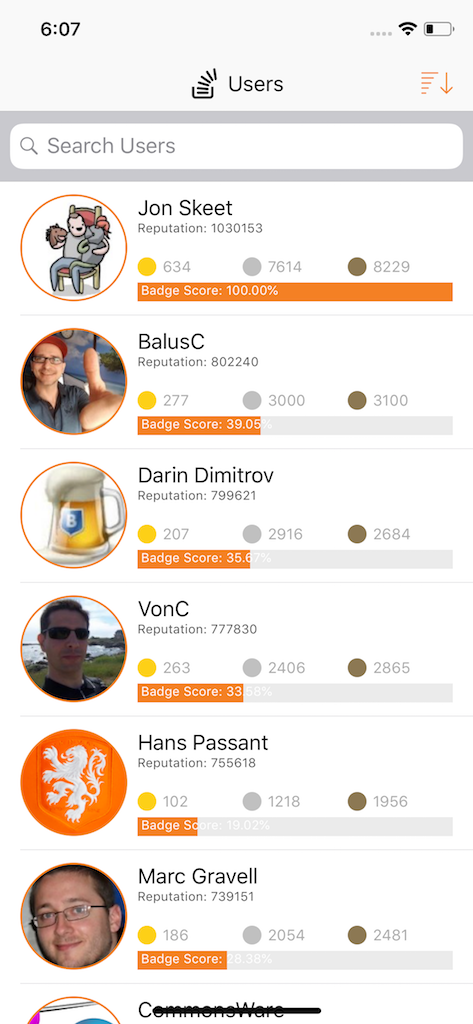 6:07
Users
Search Users
Jon Skeet
Reputation: 1030153
634 7614 8229
Badge Score: 100.00%
BalusC
Reputation: 802240
277 3000 3100
Badge Score: 39.05%
Darin Dimitrov
Reputation: 799621
207 2916 2684
Badge Score: 35.67%
B
VonC
Reputation: 777830
263 2406 2865
Badge Score: 33.58%
Hans Passant
Reputation: 755618
102 1218 1956
Badge Score: 19.02%
Marc Gravell
Reputation: 739151
186 2054 2481
Badge Score: 28.38%
CommonsWare